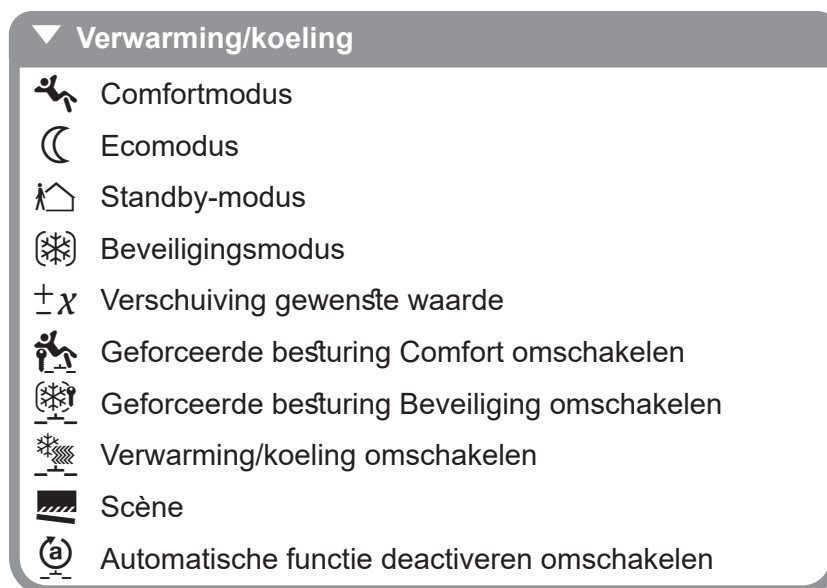 Verwarming/koeling
Comfortmodus
Ecomodus
Standby-modus
Beveiligingsmodus
±x Verschuiving gewenste waarde
Geforceerde besturing Comfort omschakelen
Geforceerde besturing Beveiliging omschakelen
Verwarming/koeling omschakelen
Scène
a Automatische functie deactiveren omschakelen